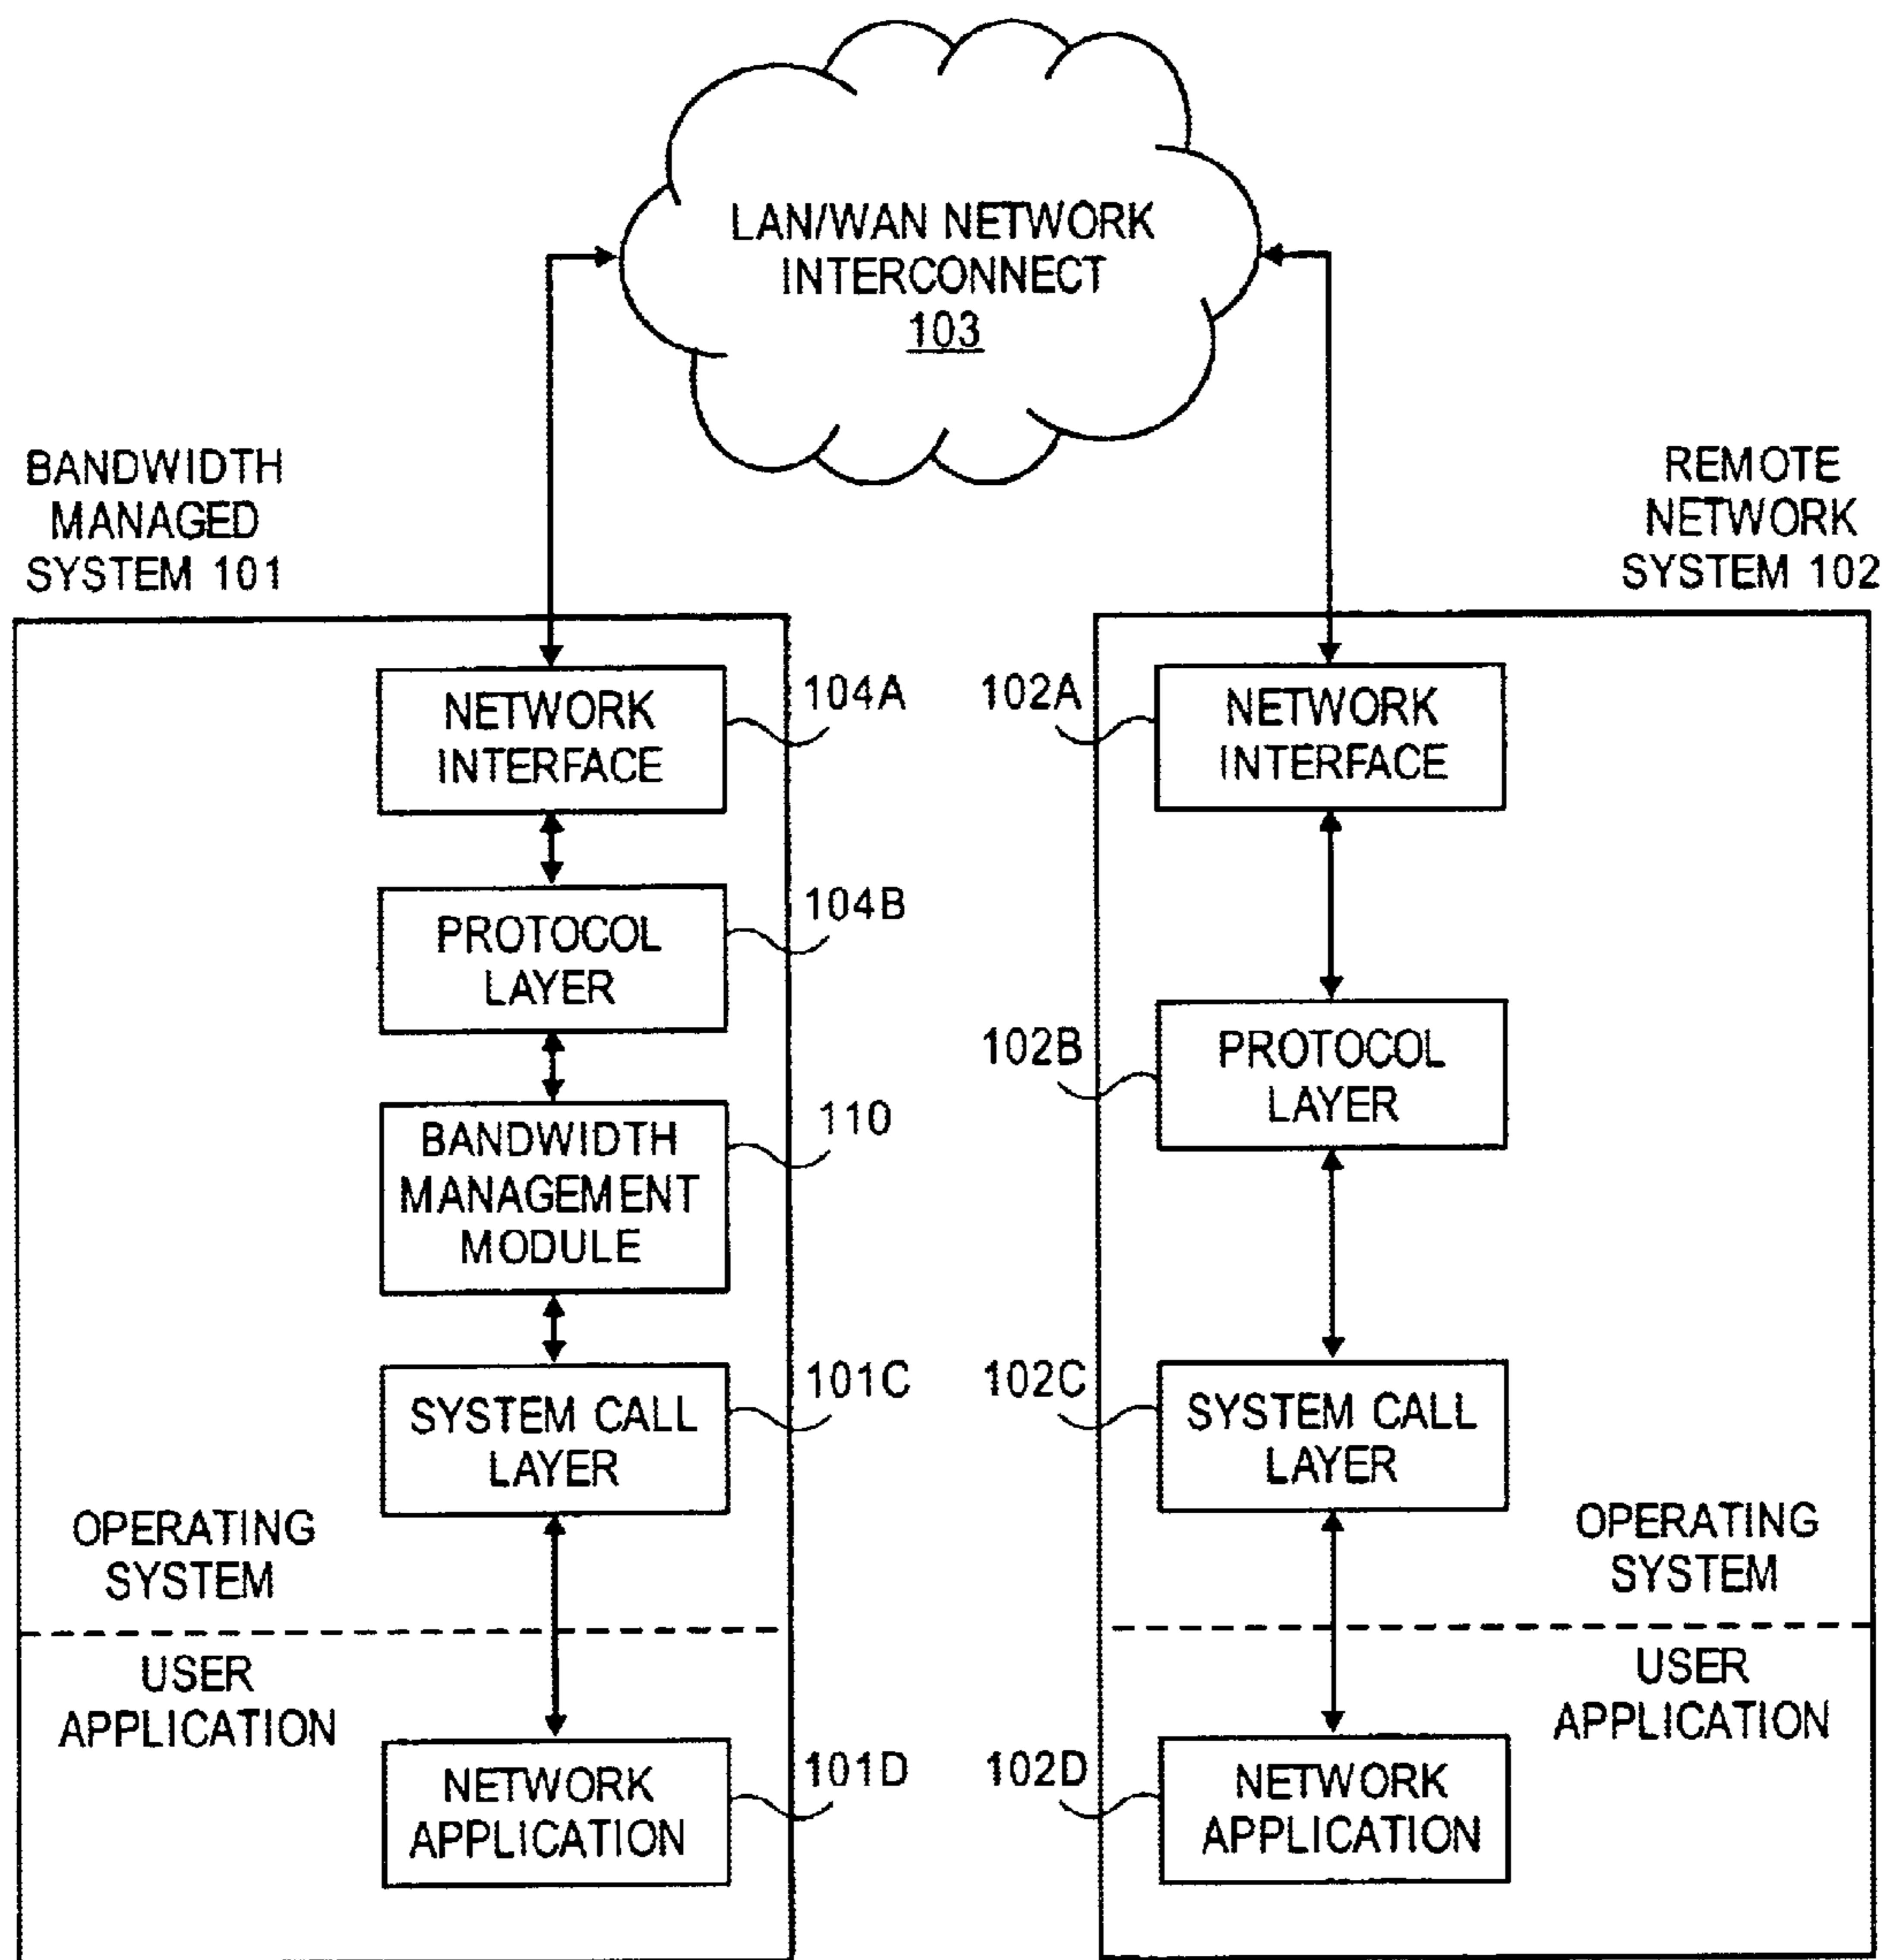 LAN/WAN NETWORK
INTERCONNECT
103
BANDWIDTH
MANAGED
SYSTEM 101
REMOTE
NETWORK
SYSTEM 102
NETWORK
INTERFACE
104A
102A
NETWORK
INTERFACE
PROTOCOL
LAYER
104B
102B
PROTOCOL
LAYER
BANDWIDTH
MANAGEMENT
MODULE
110
SYSTEM CALL
LAYER
101C
102C
SYSTEM CALL
LAYER
OPERATING
SYSTEM
OPERATING
SYSTEM
USER
APPLICATION
USER
APPLICATION
NETWORK
APPLICATION
101D
102D
NETWORK
APPLICATION